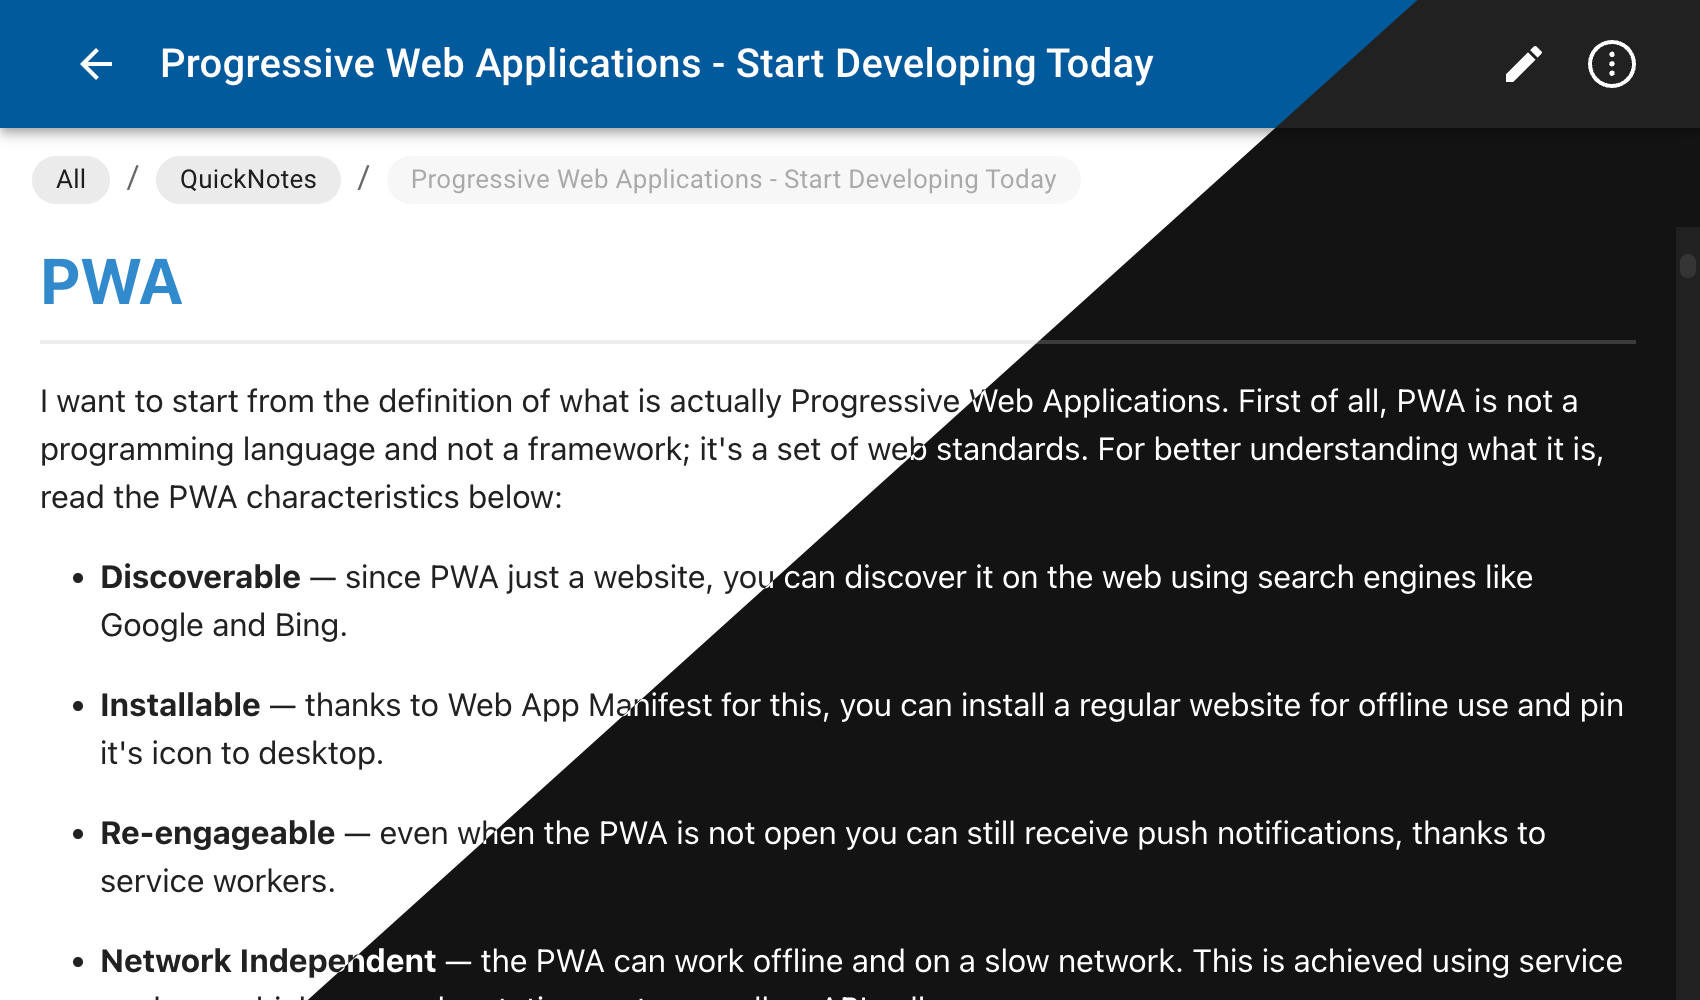 Progressive Web Applications - Start Developing Today
All / QuickNotes / Progressive Web Applications - Start Developing Today
PWA
I want to start from the definition of what is actually Progressive Web Applications. First of all, PWA is not a
programming language and not a framework; it's a set of web standards. For better understanding what it is,
read the PWA characteristics below:
• Discoverable — since PWA just a website, you can discover it on the web using search engines like
Google and Bing.
• Installable — thanks to Web App Manifest for this, you can install a regular website for offline use and pin
it's icon to desktop.
• Re-engageable — even when the PWA is not open you can still receive push notifications, thanks to
service workers.
• Network Independent — the PWA can work offline and on a slow network. This is achieved using service